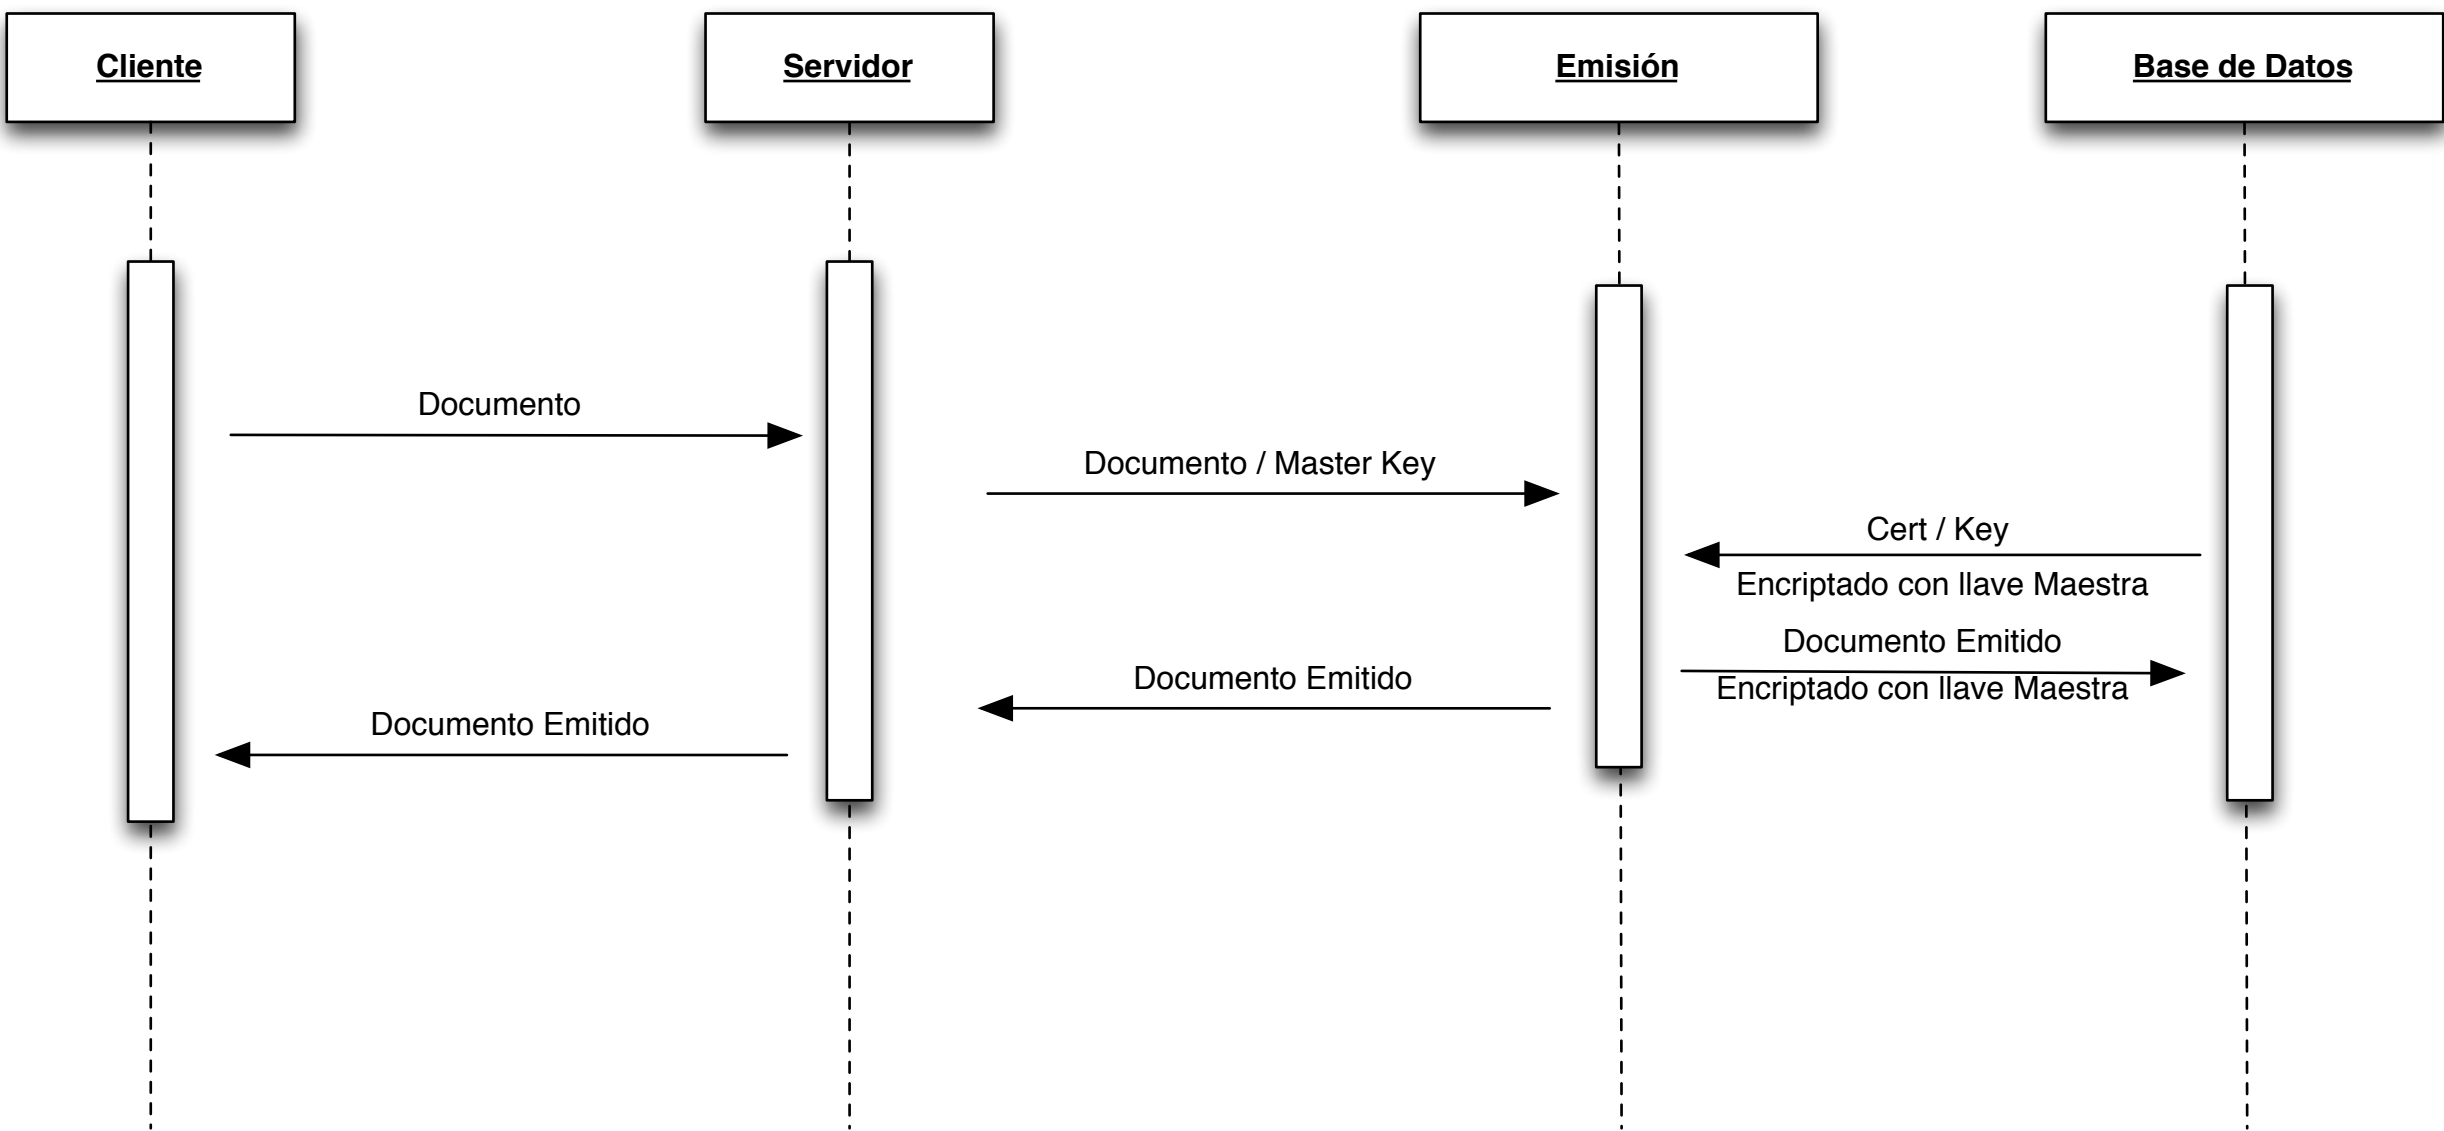 Cliente
Servidor
Emisión
Base de Datos
Documento
Documento / Master Key
Cert / Key
Encriptado con llave Maestra
Documento Emitido
Encriptado con llave Maestra
Documento Emitido
Documento Emitido